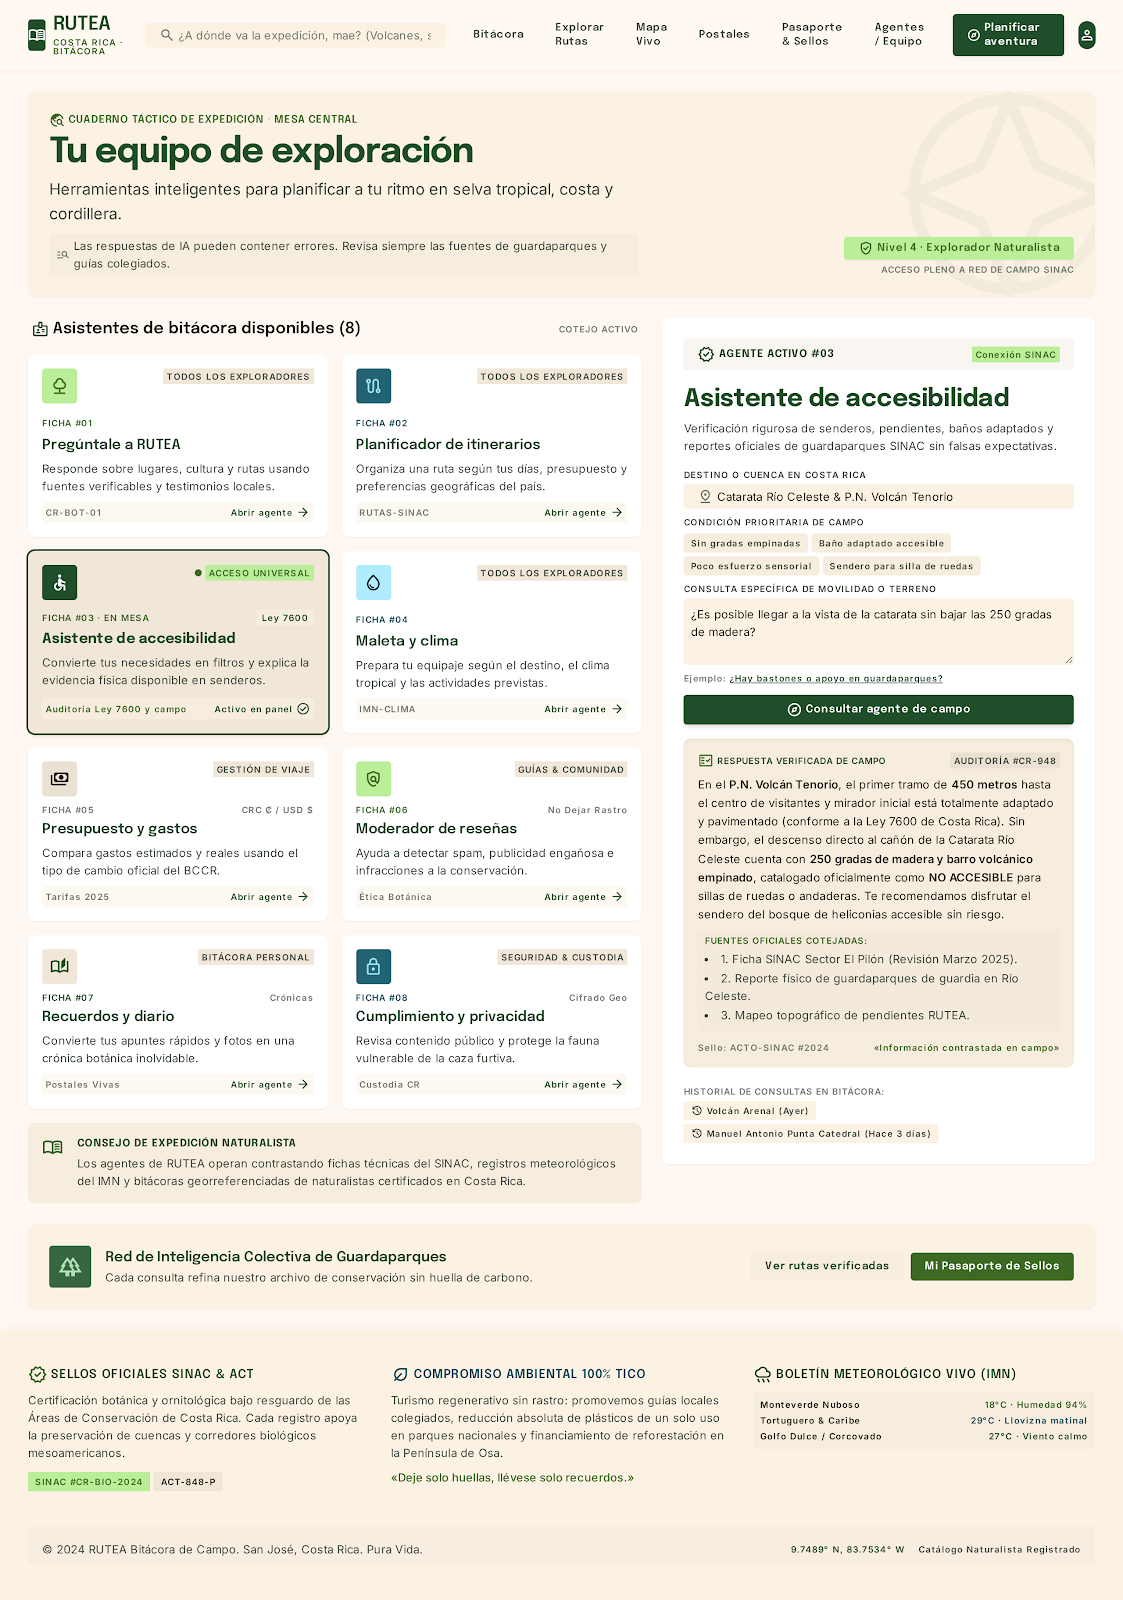 RUTEA
COSTA RICA ·
BITÁCORA
¿A dónde va la expedición, mae? (Volcanes, s
Bitácora
Explorar
Rutas
Mapa
Vivo
Postales
Pasaporte
& Sellos
Agentes
/ Equipo
Planificar
aventura
CUADERNO TÁCTICO DE EXPEDICIÓN · MESA CENTRAL
Tu equipo de exploración
Herramientas inteligentes para planificar a tu ritmo en selva tropical, costa y
cordillera.
Las respuestas de IA pueden contener errores. Revisa siempre las fuentes de guardaparques y
guías colegiados.
Nivel 4 · Explorador Naturalista
ACCESO PLENO A RED DE CAMPO SINAC
Asistentes de bitácora disponibles (8)
COTEJO ACTIVO
TODOS LOS EXPLORADORES
FICHA #01
Pregúntale a RUTEA
Responde sobre lugares, cultura y rutas usando
fuentes verificables y testimonios locales.
CR-BOT-01
Abrir agente
TODOS LOS EXPLORADORES
FICHA #02
Planificador de itinerarios
Organiza una ruta según tus días, presupuesto y
preferencias geográficas del país.
RUTAS-SINAC
Abrir agente
ACCESO UNIVERSAL
FICHA #03 · EN MESA
Ley 7600
Asistente de accesibilidad
Convierte tus necesidades en filtros y explica la
evidencia física disponible en senderos.
Auditoría Ley 7600 y campo
Activo en panel
TODOS LOS EXPLORADORES
FICHA #04
Maleta y clima
Prepara tu equipaje según el destino, el clima
tropical y las actividades previstas.
IMN-CLIMA
Abrir agente
GESTIÓN DE VIAJE
FICHA #05
CRC ₡ / USD $
Presupuesto y gastos
Compara gastos estimados y reales usando el
tipo de cambio oficial del BCCR.
Tarifas 2025
Abrir agente
GUÍAS & COMUNIDAD
FICHA #06
No Dejar Rastro
Moderador de reseñas
Ayuda a detectar spam, publicidad engañosa e
infracciones a la conservación.
Ética Botánica
Abrir agente
BITÁCORA PERSONAL
FICHA #07
Crónicas
Recuerdos y diario
Convierte tus apuntes rápidos y fotos en una
crónica botánica inolvidable.
Postales Vivas
Abrir agente
SEGURIDAD & CUSTODIA
FICHA #08
Cifrado Geo
Cumplimiento y privacidad
Revisa contenido público y protege la fauna
vulnerable de la caza furtiva.
Custodia CR
Abrir agente
CONSEJO DE EXPEDICIÓN NATURALISTA
Los agentes de RUTEA operan contrastando fichas técnicas del SINAC, registros meteorológicos
del IMN y bitácoras georreferenciadas de naturalistas certificados en Costa Rica.
AGENTE ACTIVO #03
Conexión SINAC
Asistente de accesibilidad
Verificación rigurosa de senderos, pendientes, baños adaptados y
reportes oficiales de guardaparques SINAC sin falsas expectativas.
DESTINO O CUENCA EN COSTA RICA
Catarata Río Celeste & P.N. Volcán Tenorio
CONDICIÓN PRIORITARIA DE CAMPO
Sin gradas empinadas
Baño adaptado accesible
Poco esfuerzo sensorial
Sendero para silla de ruedas
CONSULTA ESPECÍFICA DE MOVILIDAD O TERRENO
¿Es posible llegar a la vista de la catarata sin bajar las 250 gradas
de madera?
Ejemplo: ¿Hay bastones o apoyo en guardaparques?
Consultar agente de campo
RESPUESTA VERIFICADA DE CAMPO
AUDITORÍA #CR-948
En el P.N. Volcán Tenorio, el primer tramo de 450 metros hasta
el centro de visitantes y mirador inicial está totalmente adaptado
y pavimentado (conforme a la Ley 7600 de Costa Rica). Sin
embargo, el descenso directo al cañón de la Catarata Río
Celeste cuenta con 250 gradas de madera y barro volcánico
empinado, catalogado oficialmente como NO ACCESIBLE para
sillas de ruedas o andaderas. Te recomendamos disfrutar el
sendero del bosque de heliconias accesible sin riesgo.
FUENTES OFICIALES COTEJADAS:
• 1. Ficha SINAC Sector El Pilón (Revisión Marzo 2025).
• 2. Reporte físico de guardaparques de guardia en Río
Celeste.
• 3. Mapeo topográfico de pendientes RUTEA.
Sello: ACTO-SINAC #2024
«Información contrastada en campo»
HISTORIAL DE CONSULTAS EN BITÁCORA:
Volcán Arenal (Ayer)
Manuel Antonio Punta Catedral (Hace 3 días)
Red de Inteligencia Colectiva de Guardaparques
Cada consulta refina nuestro archivo de conservación sin huella de carbono.
Ver rutas verificadas
Mi Pasaporte de Sellos
SELLOS OFICIALES SINAC & ACT
Certificación botánica y ornitológica bajo resguardo de las
Áreas de Conservación de Costa Rica. Cada registro apoya
la preservación de cuencas y corredores biológicos
mesoamericanos.
SINAC #CR-BIO-2024
ACT-848-P
COMPROMISO AMBIENTAL 100% TICO
Turismo regenerativo sin rastro: promovemos guías locales
colegiados, reducción absoluta de plásticos de un solo uso
en parques nacionales y financiamiento de reforestación en
la Península de Osa.
«Deje solo huellas, llévese solo recuerdos.»
BOLETÍN METEOROLÓGICO VIVO (IMN)
Monteverde Nuboso
18°C · Humedad 94%
Tortuguero & Caribe
29°C · Llovizna matinal
Golfo Dulce / Corcovado
27°C · Viento calmo
© 2024 RUTEA Bitácora de Campo. San José, Costa Rica. Pura Vida.
9.7489° N, 83.7534° W
Catálogo Naturalista Registrado